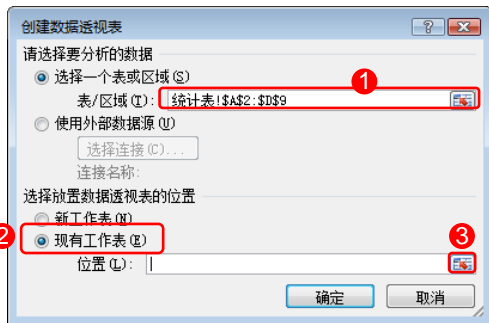 创建数据透视表
请选择要分析的数据
选择一个表或区域(S)
1
表/区域(T): 统计表!$A$2:$D$9
使用外部数据源(U)
选择连接(C)...
连接名称:
选择放置数据透视表的位置
新工作表(N)
2 现有工作表(E) 3
位置(L):
确定 取消